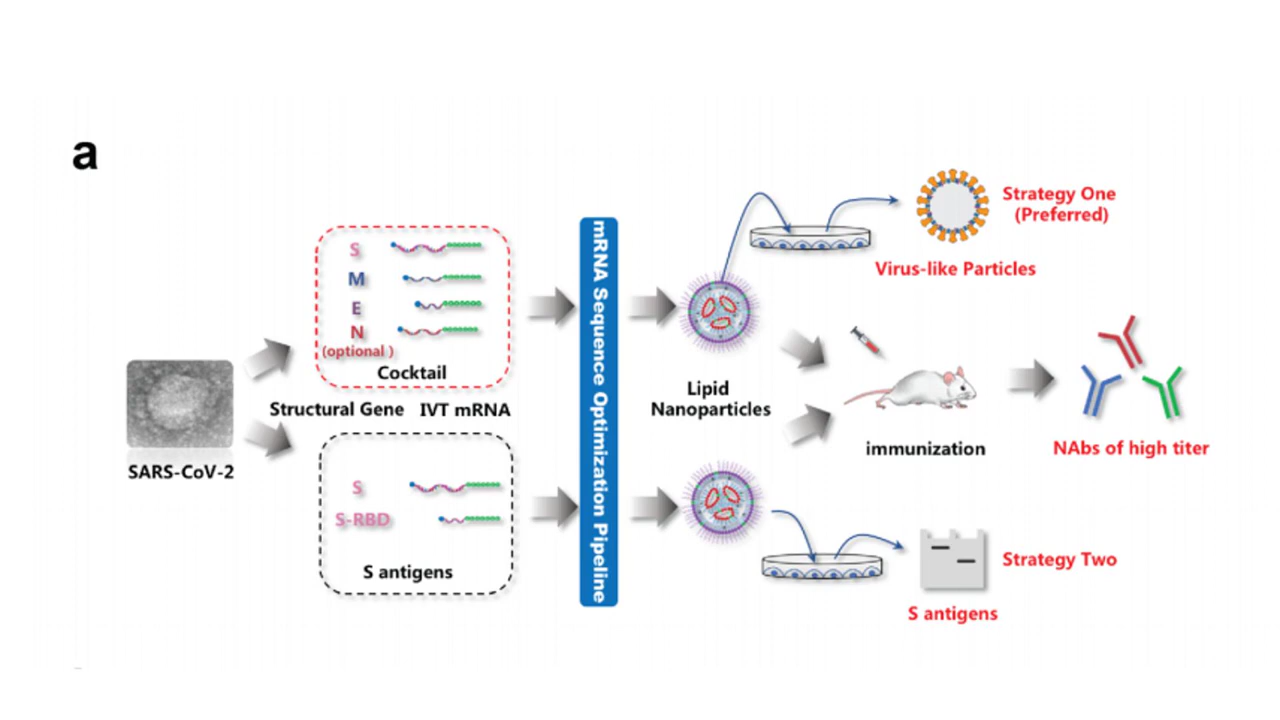 a
S
M
E
N
(optional )
Cocktail
Structural Gene IVT mRNA
SARS-CoV-2
S
S-RBD
S antigens
mRNA Sequence Optimization Pipeline
Lipid
Nanoparticles
Strategy One
(Preferred)
Virus-like Particles
immunization
NAbs of high titer
Strategy Two
S antigens